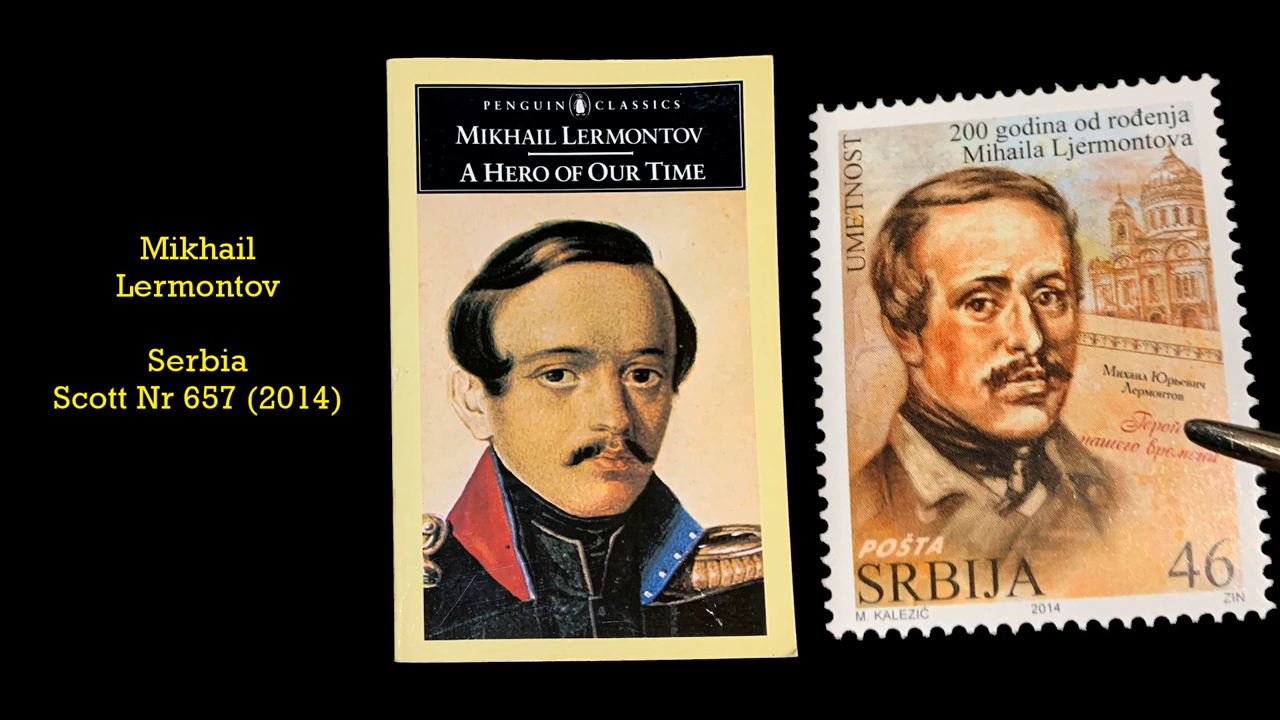 Mikhail
Lermontov
Serbia
Scott Nr 657 (2014)
PENGUIN CLASSICS
MIKHAIL LERMONTOV
A HERO OF OUR TIME
200 godina od rođenja
Mihaila Ljermontova
UMETNOST
Михаил Юрьевич
Лермонтов
Герой
нашего времени
POŠTA
SRBIJA
46
M. KALEZIĆ
2014
ZIN